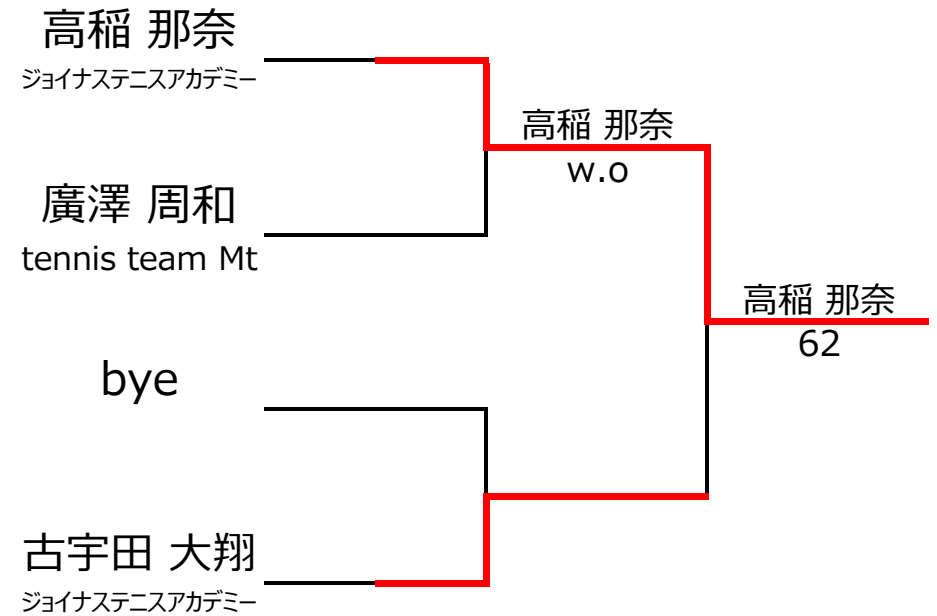 高稲 那奈
ジョイナステニスアカデミー
高稲 那奈
w.o
廣澤 周和
tennis team Mt
高稲 那奈
62
bye
古宇田 大翔
ジョイナステニスアカデミー